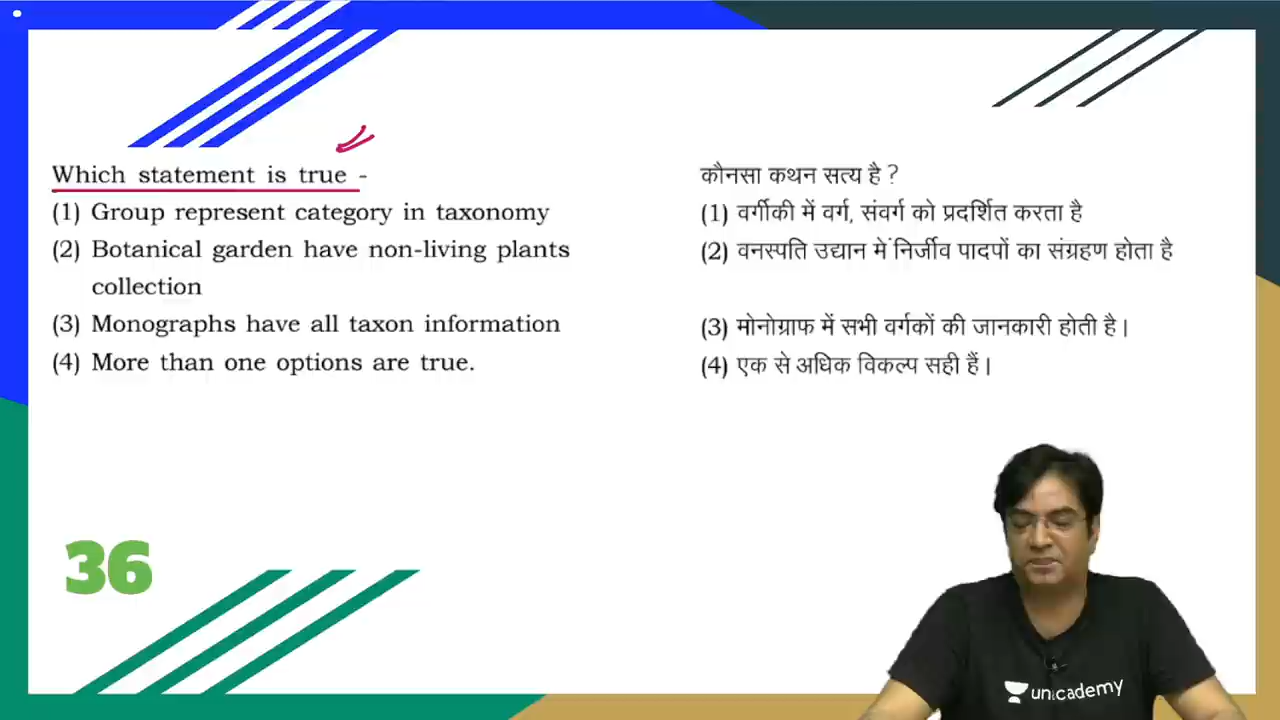 Which statement is true -
(1) Group represent category in taxonomy
(2) Botanical garden have non-living plants
collection
(3) Monographs have all taxon information
(4) More than one options are true.
कौनसा कथन सत्य है ?
(1) वर्गीकी में वर्ग, संवर्ग को प्रदर्शित करता है
(2) वनस्पति उद्यान में निर्जीव पादपों का संग्रहण होता है
(3) मोनोग्राफ में सभी वर्गकों की जानकारी होती है।
(4) एक से अधिक विकल्प सही हैं।
36
unacademy